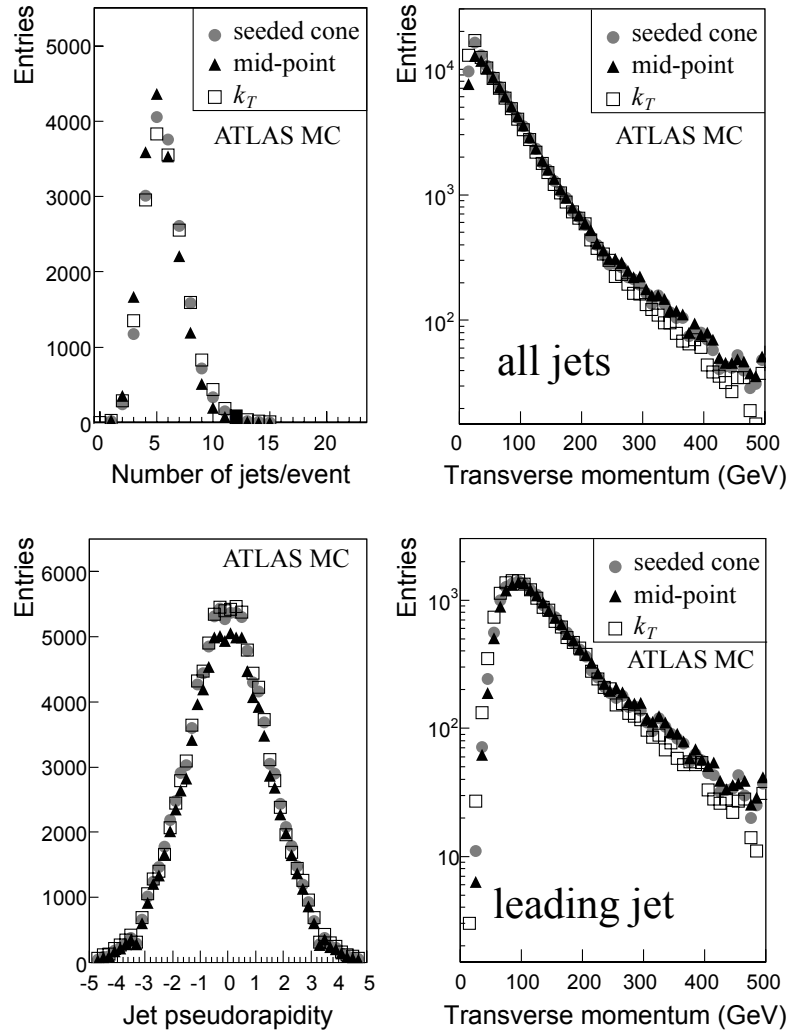 Entries
5000
4000
3000
2000
1000
0
seeded cone
mid-point
k_T
ATLAS MC
0 5 10 15 20
Number of jets/event
Entries
10^4
10^3
10^2
seeded cone
mid-point
k_T
ATLAS MC
all jets
0 100 200 300 400 500
Transverse momentum (GeV)
Entries
6000
5000
4000
3000
2000
1000
0
ATLAS MC
-5 -4 -3 -2 -1 0 1 2 3 4 5
Jet pseudorapidity
Entries
10^3
10^2
10
seeded cone
mid-point
k_T
ATLAS MC
leading jet
0 100 200 300 400 500
Transverse momentum (GeV)